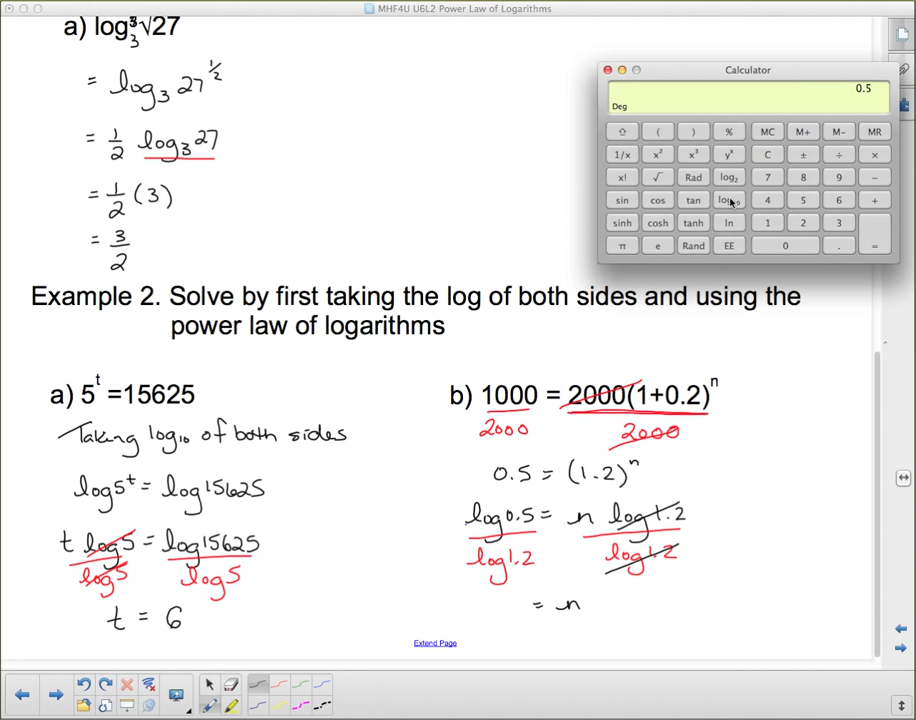 MHF4U U6L2 Power Law of Logarithms
a) log₃ √27
= log₃ 27^1/2
= 1/2 log₃ 27
= 1/2 (3)
= 3/2
Calculator
0.5
Deg
( ) % MC M+ M- MR
1/x x² x³ yˣ C ± ÷ ×
x! √ Rad log₂ 7 8 9 −
sin cos tan log₁₀ 4 5 6 +
sinh cosh tanh ln 1 2 3
π e Rand EE 0 . =
Example 2. Solve by first taking the log of both sides and using the
power law of logarithms
a) 5^t =15625
Taking log₁₀ of both sides
log5^t = log15625
t log5 = log15625
log5 log5
t = 6
b) 1000 = 2000(1+0.2)^n
2000 2000
0.5 = (1.2)^n
log0.5 = n log1.2
log1.2 log1.2
= n
Extend Page